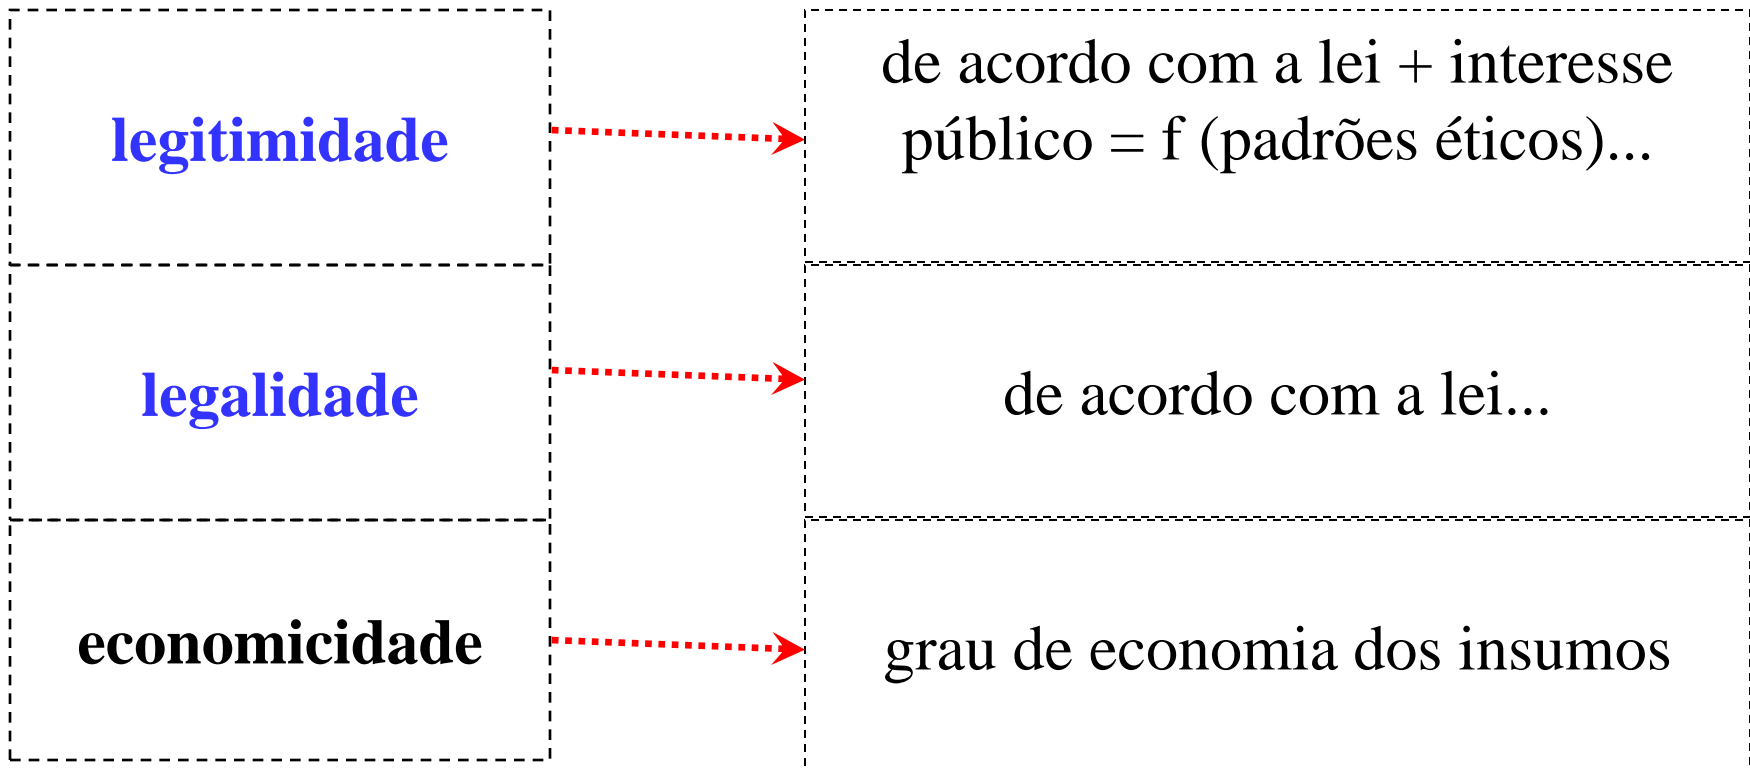 legitimidade
de acordo com a lei + interesse
público = f (padrões éticos)...
legalidade
de acordo com a lei...
economicidade
grau de economia dos insumos